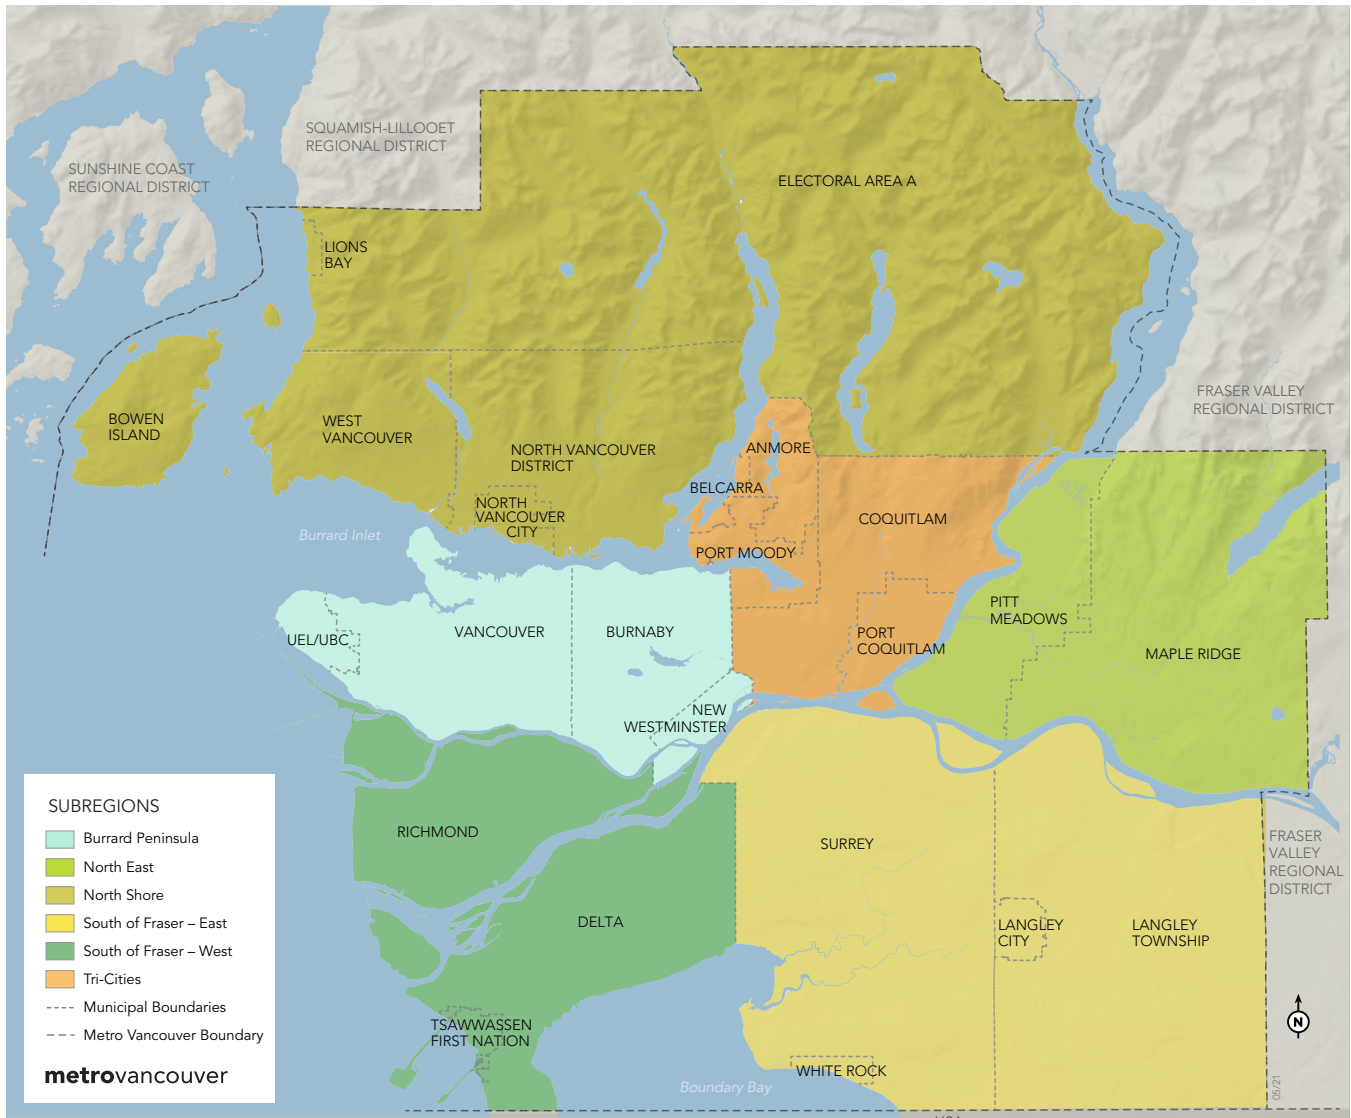 SQUAMISH-LILLOOET
REGIONAL DISTRICT
SUNSHINE COAST
REGIONAL DISTRICT
ELECTORAL AREA A
LIONS
BAY
FRASER VALLEY
REGIONAL DISTRICT
BOWEN
ISLAND
WEST
VANCOUVER
NORTH VANCOUVER
DISTRICT
ANMORE
BELCARRA
NORTH
VANCOUVER
CITY
COQUITLAM
Burrard Inlet
PORT MOODY
PITT
MEADOWS
UEL/UBC
VANCOUVER
BURNABY
PORT
COQUITLAM
MAPLE RIDGE
NEW
WESTMINSTER
RICHMOND
SURREY
FRASER
VALLEY
REGIONAL
DISTRICT
DELTA
LANGLEY
CITY
LANGLEY
TOWNSHIP
TSAWWASSEN
FIRST NATION
WHITE ROCK
Boundary Bay
N
05/21
SUBREGIONS
Burrard Peninsula
North East
North Shore
South of Fraser – East
South of Fraser – West
Tri-Cities
Municipal Boundaries
Metro Vancouver Boundary
metrovancouver